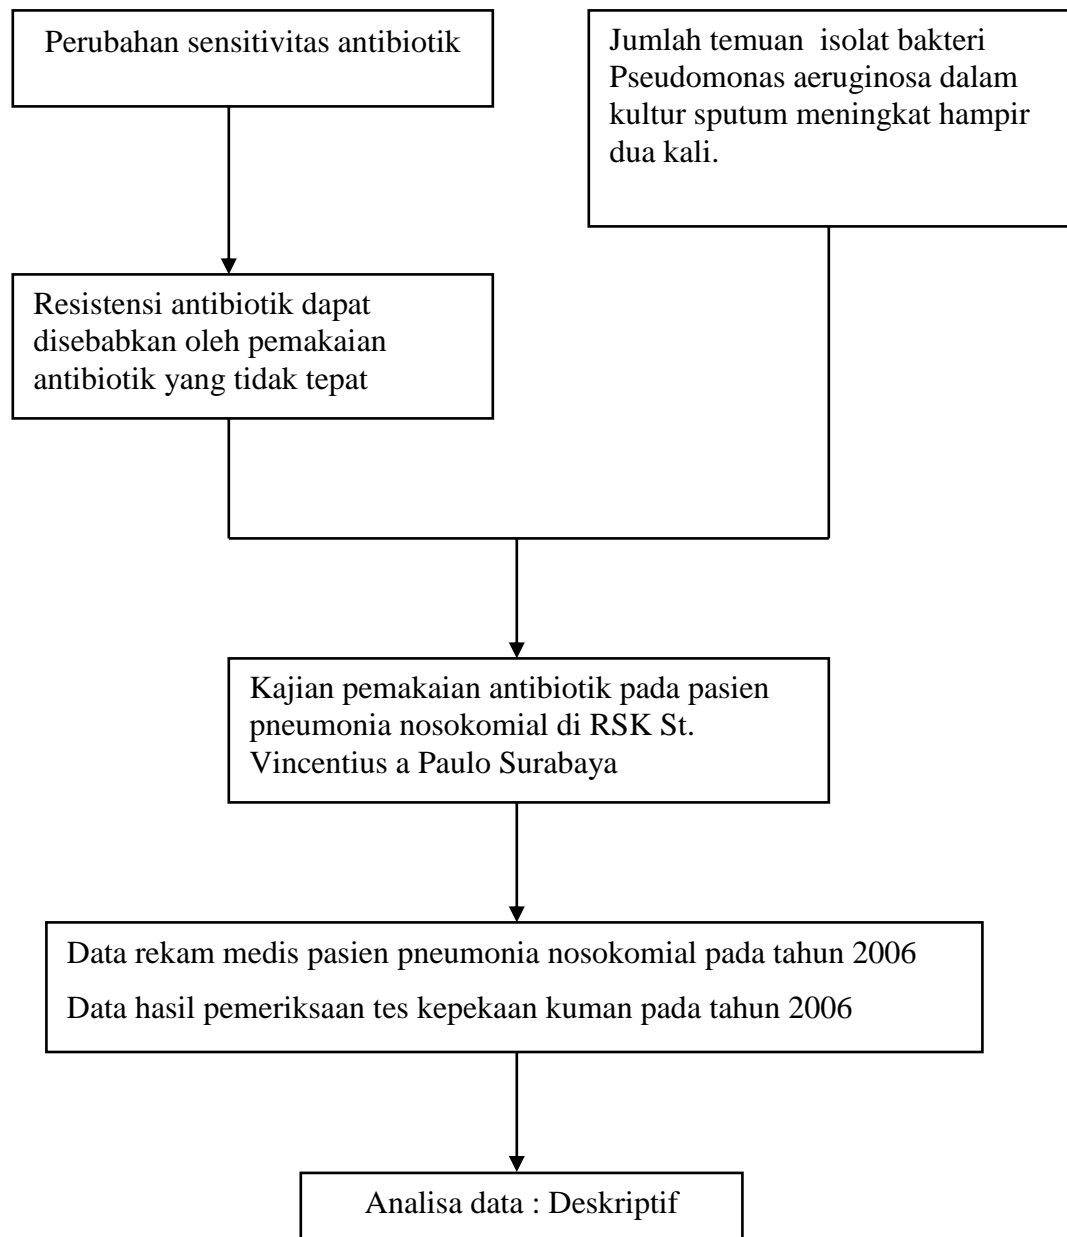 Perubahan sensitivitas antibiotik
Jumlah temuan isolat bakteri
Pseudomonas aeruginosa dalam
kultur sputum meningkat hampir
dua kali.
Resistensi antibiotik dapat
disebabkan oleh pemakaian
antibiotik yang tidak tepat
Kajian pemakaian antibiotik pada pasien
pneumonia nosokomial di RSK St.
Vincentius a Paulo Surabaya
Data rekam medis pasien pneumonia nosokomial pada tahun 2006
Data hasil pemeriksaan tes kepekaan kuman pada tahun 2006
Analisa data : Deskriptif